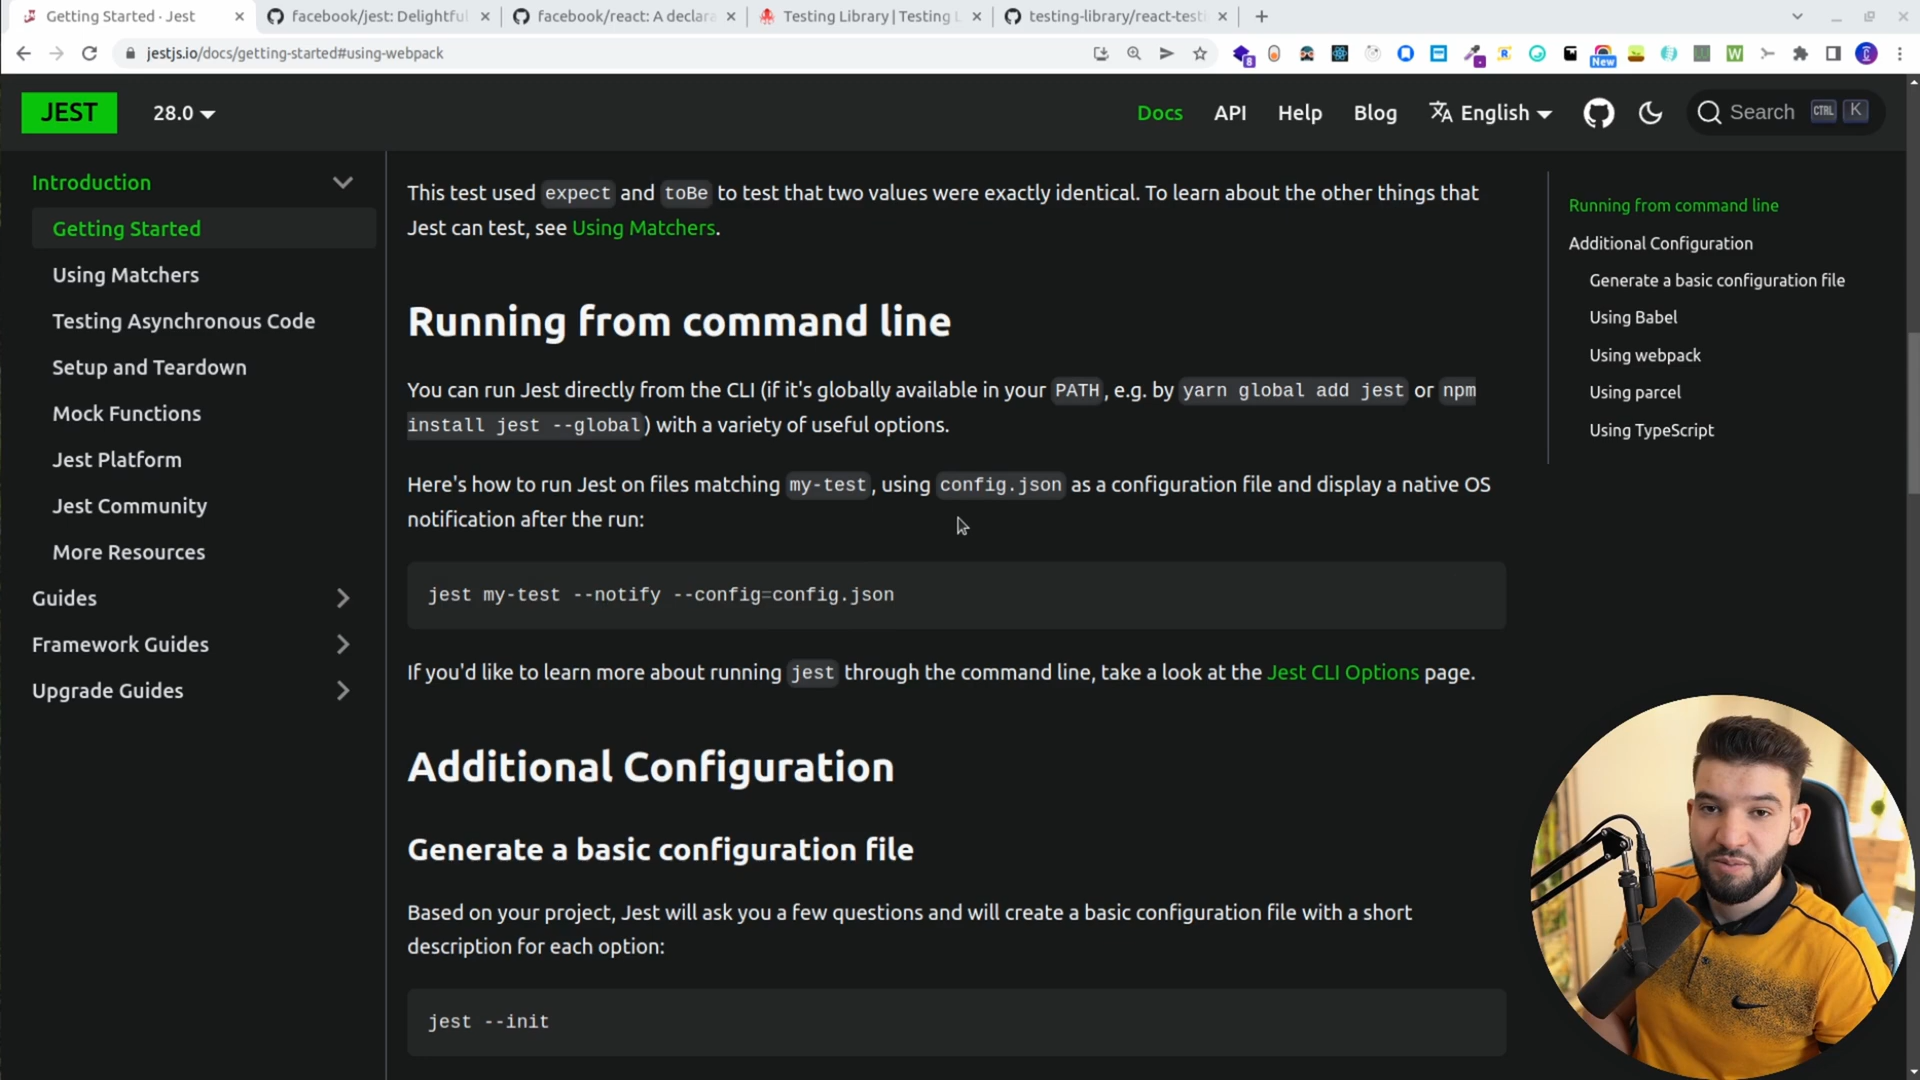 Getting Started · Jest
facebook/jest: Delightful
facebook/react: A declara
Testing Library | Testing L
testing-library/react-testi
jestjs.io/docs/getting-started#using-webpack
8
New
W
JEST
28.0
Docs
API
Help
Blog
English
Search
CTRL
K
Introduction
Getting Started
Using Matchers
Testing Asynchronous Code
Setup and Teardown
Mock Functions
Jest Platform
Jest Community
More Resources
Guides
Framework Guides
Upgrade Guides
This test used expect and toBe to test that two values were exactly identical. To learn about the other things that
Jest can test, see Using Matchers.
Running from command line
You can run Jest directly from the CLI (if it's globally available in your PATH, e.g. by yarn global add jest or npm
install jest --global) with a variety of useful options.
Here's how to run Jest on files matching my-test, using config.json as a configuration file and display a native OS
notification after the run:
jest my-test --notify --config=config.json
If you'd like to learn more about running jest through the command line, take a look at the Jest CLI Options page.
Additional Configuration
Generate a basic configuration file
Based on your project, Jest will ask you a few questions and will create a basic configuration file with a short
description for each option:
jest --init
Running from command line
Additional Configuration
Generate a basic configuration file
Using Babel
Using webpack
Using parcel
Using TypeScript